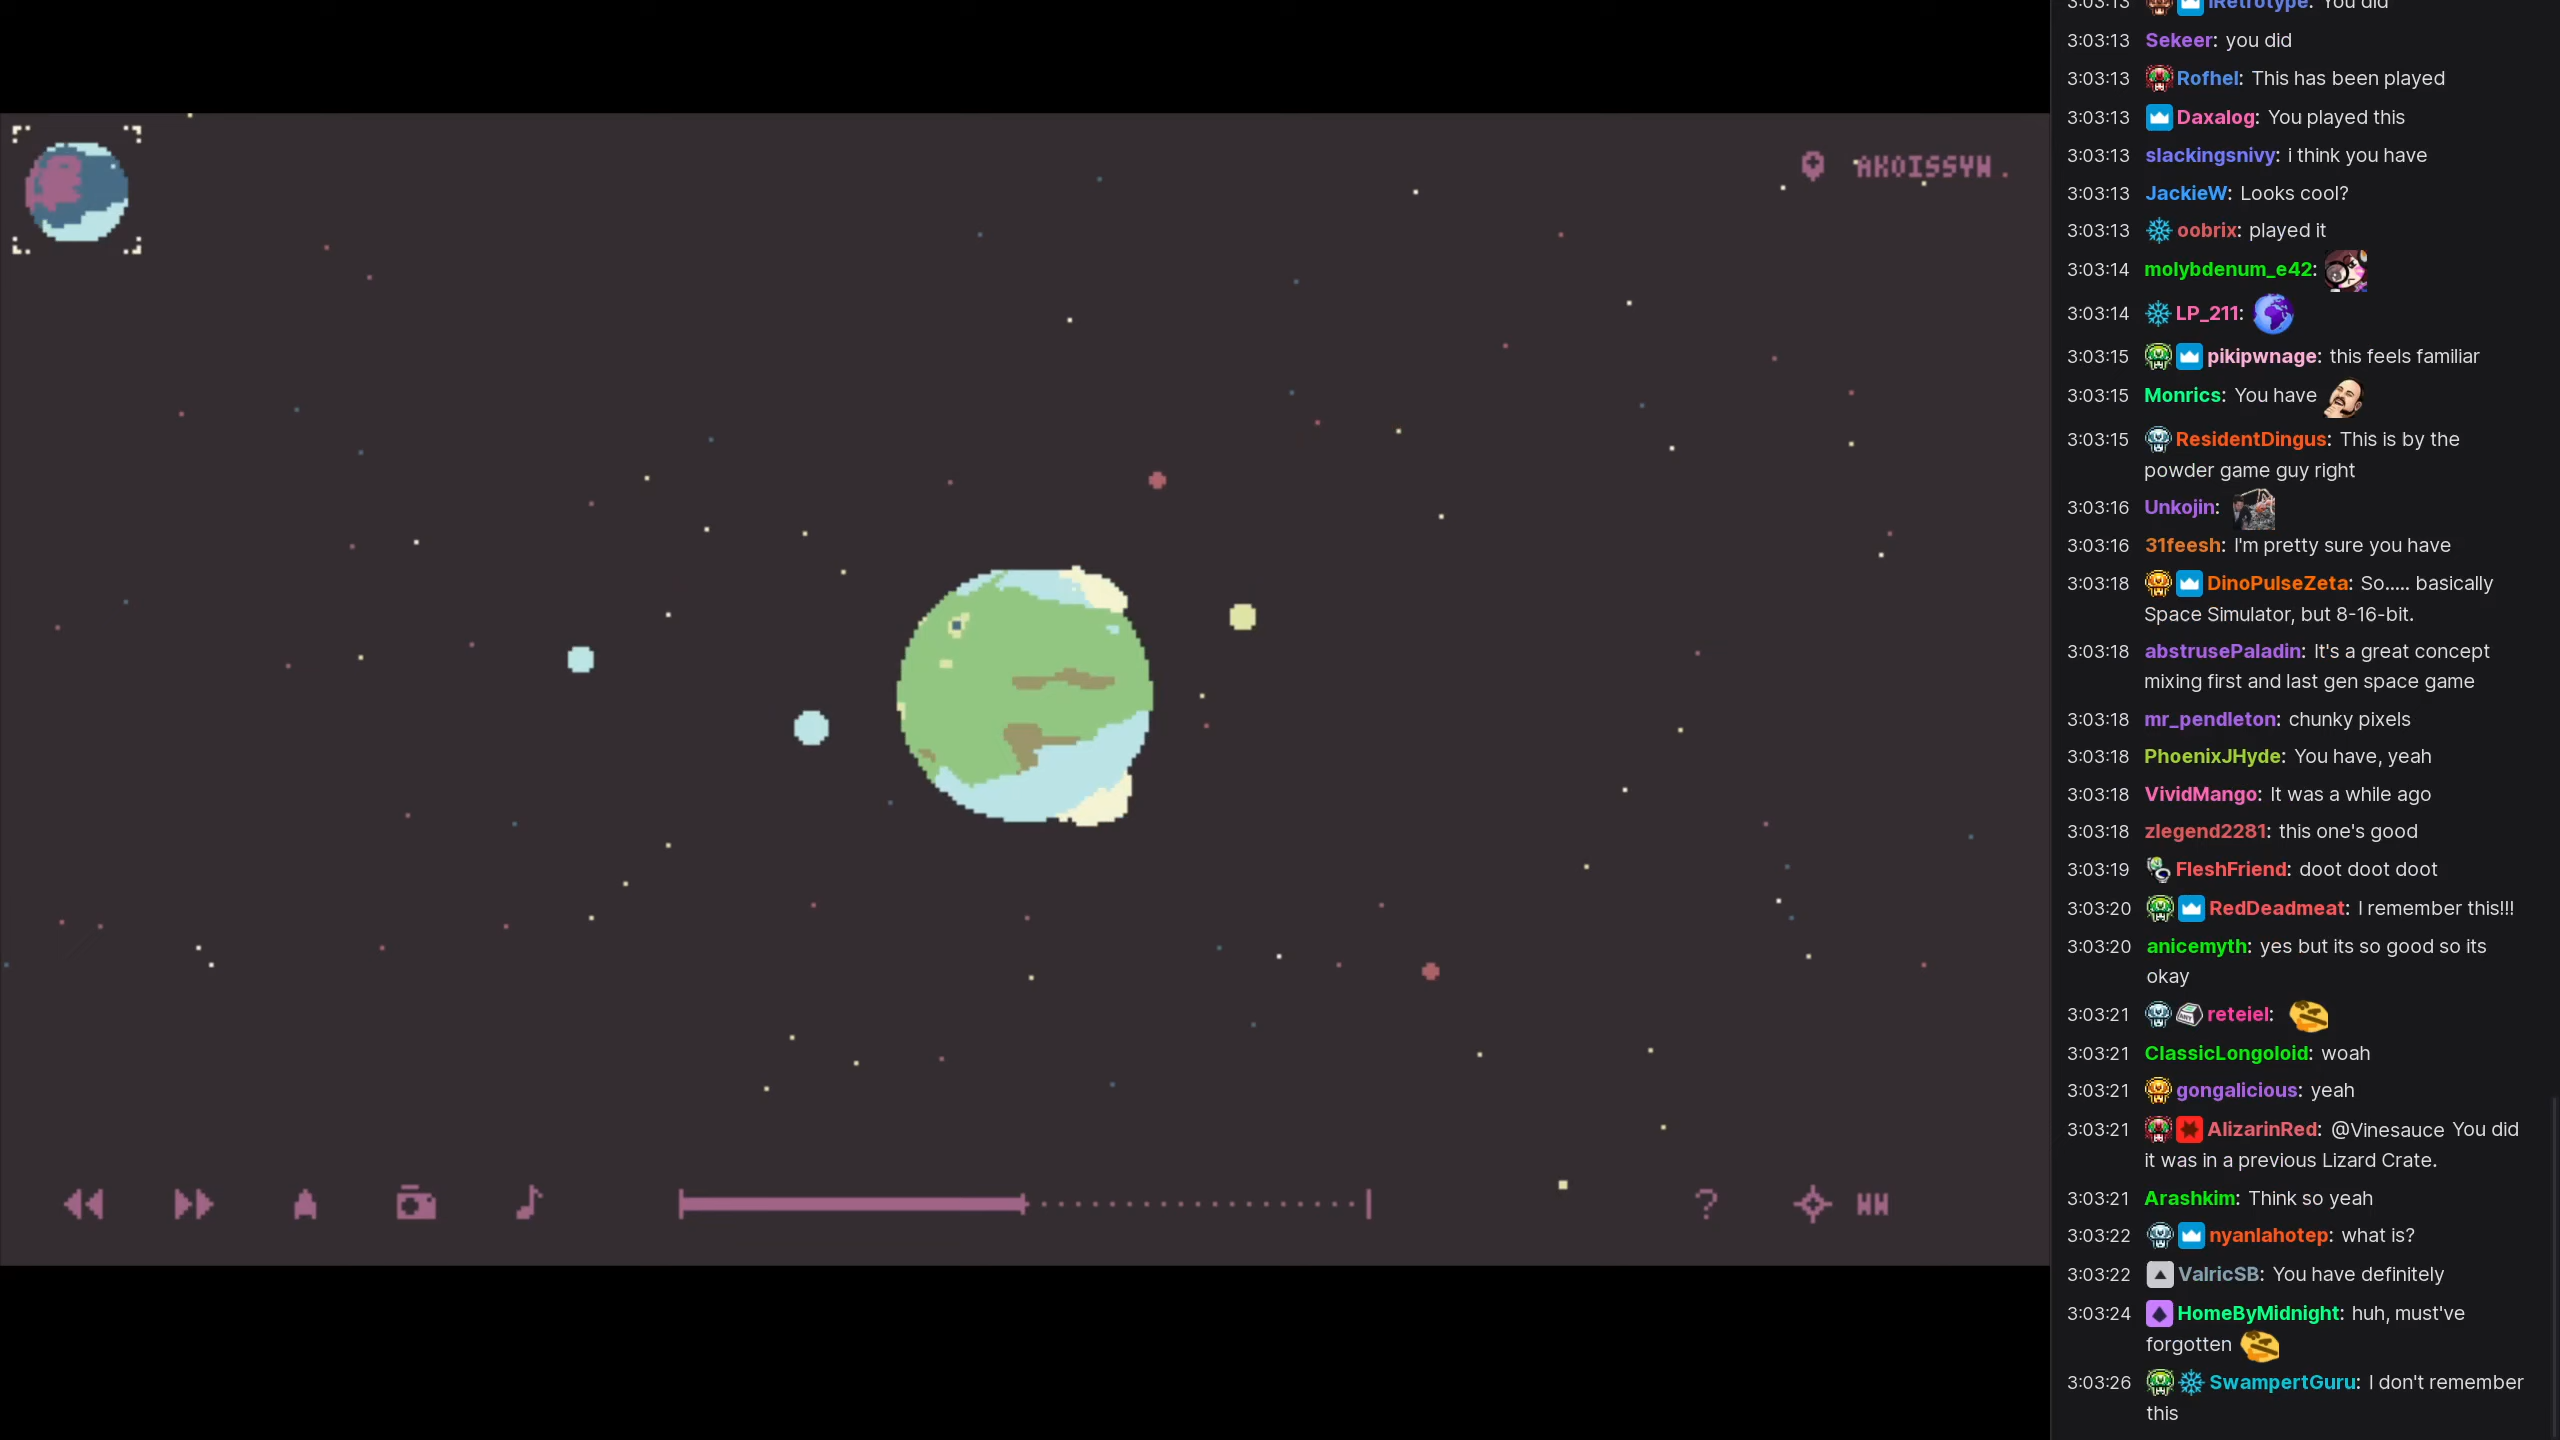 AKOISSYW.
?
WW
3:03:13 iRetrotype: You did
3:03:13 Sekeer: you did
3:03:13 Rofhel: This has been played
3:03:13 Daxalog: You played this
3:03:13 slackingsnivy: i think you have
3:03:13 JackieW: Looks cool?
3:03:13 oobrix: played it
3:03:14 molybdenum_e42:
3:03:14 LP_211:
3:03:15 pikipwnage: this feels familiar
3:03:15 Monrics: You have
3:03:15 ResidentDingus: This is by the
powder game guy right
3:03:16 Unkojin:
3:03:16 31feesh: I'm pretty sure you have
3:03:18 DinoPulseZeta: So..... basically
Space Simulator, but 8-16-bit.
3:03:18 abstrusePaladin: It's a great concept
mixing first and last gen space game
3:03:18 mr_pendleton: chunky pixels
3:03:18 PhoenixJHyde: You have, yeah
3:03:18 VividMango: It was a while ago
3:03:18 zlegend2281: this one's good
3:03:19 FleshFriend: doot doot doot
3:03:20 RedDeadmeat: I remember this!!!
3:03:20 anicemyth: yes but its so good so its
okay
3:03:21 reteiel:
3:03:21 ClassicLongoloid: woah
3:03:21 gongalicious: yeah
3:03:21 AlizarinRed: @Vinesauce You did
it was in a previous Lizard Crate.
3:03:21 Arashkim: Think so yeah
3:03:22 nyanlahotep: what is?
3:03:22 ValricSB: You have definitely
3:03:24 HomeByMidnight: huh, must've
forgotten
3:03:26 SwampertGuru: I don't remember
this